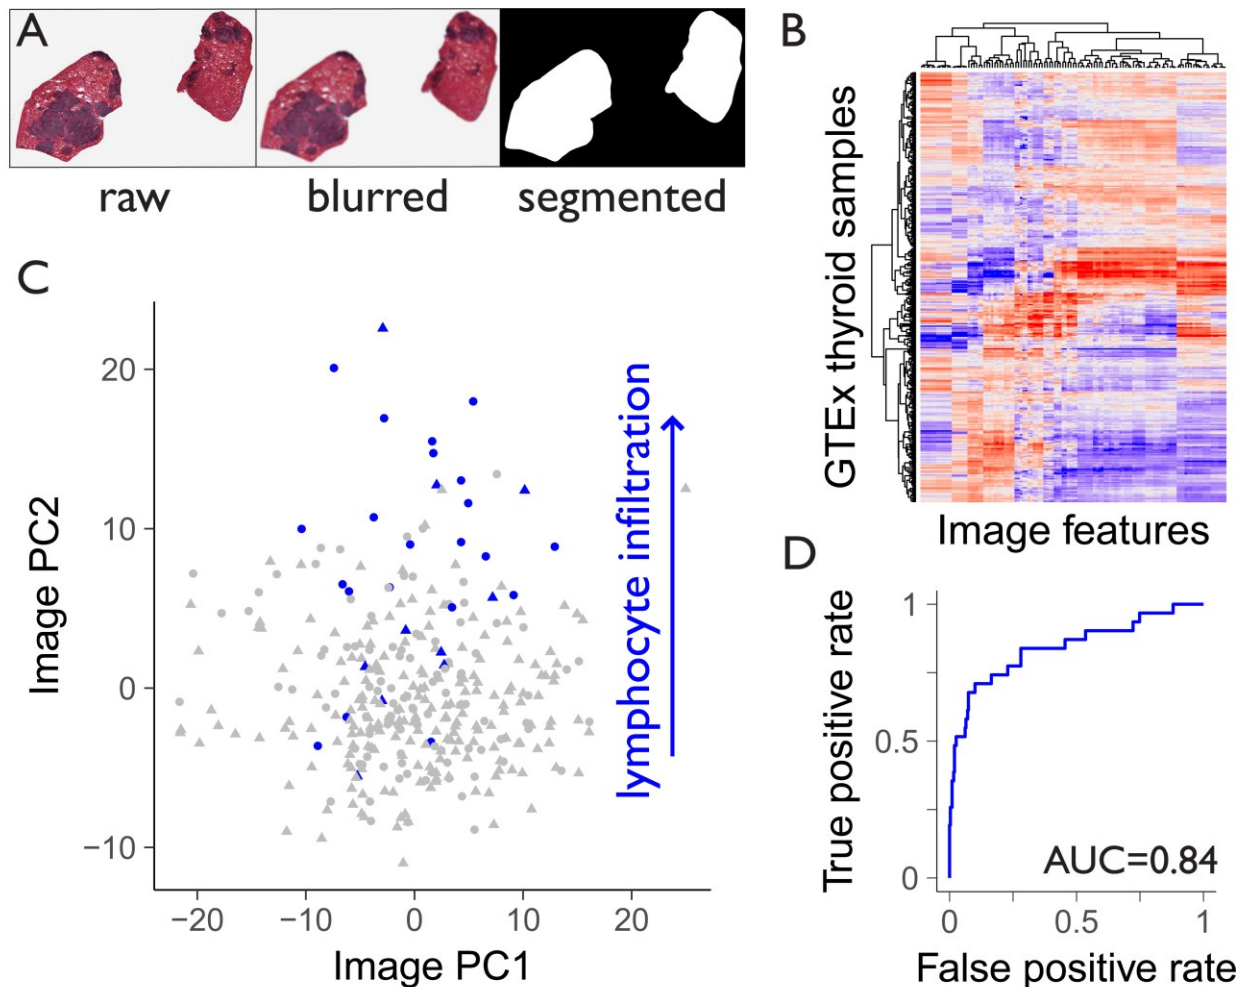 A
raw
blurred
segmented
B
GTEx thyroid samples
Image features
C
Image PC2
20
10
0
−10
−20
−10
0
10
20
Image PC1
lymphocyte infiltration
D
True positive rate
1
0.5
0
AUC=0.84
0
0.5
1
False positive rate